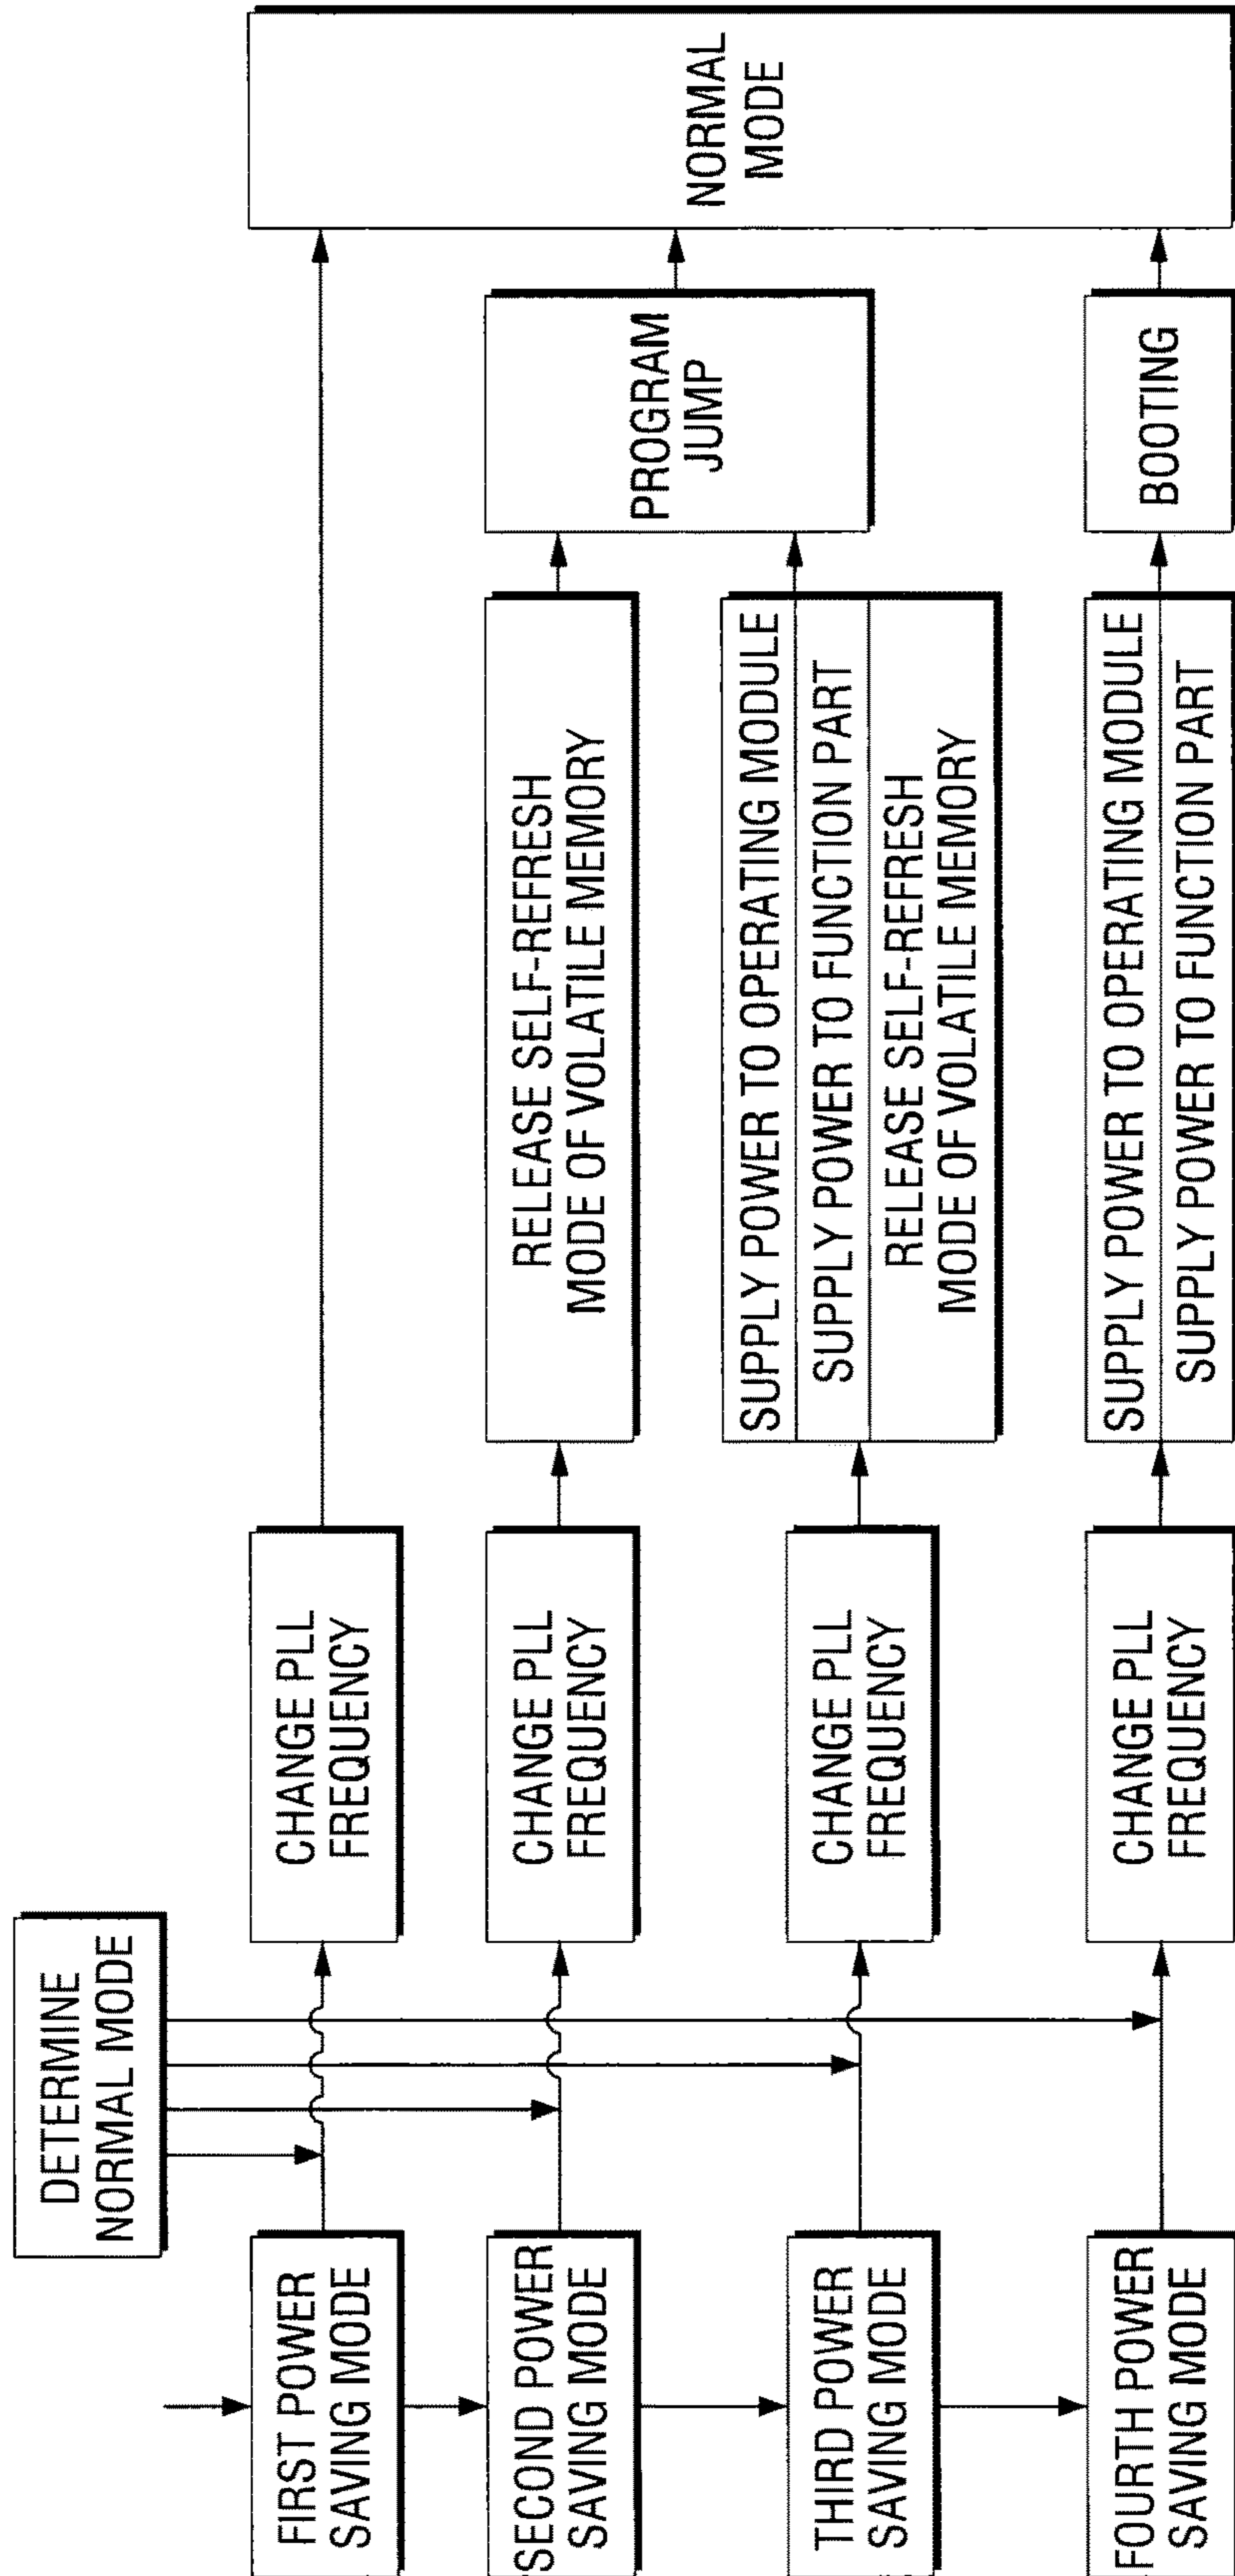 DETERMINE
NORMAL MODE
FIRST POWER
SAVING MODE
CHANGE PLL
FREQUENCY
NORMAL
MODE
SECOND POWER
SAVING MODE
CHANGE PLL
FREQUENCY
RELEASE SELF-REFRESH
MODE OF VOLATILE MEMORY
PROGRAM
JUMP
THIRD POWER
SAVING MODE
CHANGE PLL
FREQUENCY
SUPPLY POWER TO OPERATING MODULE
SUPPLY POWER TO FUNCTION PART
RELEASE SELF-REFRESH
MODE OF VOLATILE MEMORY
FOURTH POWER
SAVING MODE
CHANGE PLL
FREQUENCY
SUPPLY POWER TO OPERATING MODULE
SUPPLY POWER TO FUNCTION PART
BOOTING